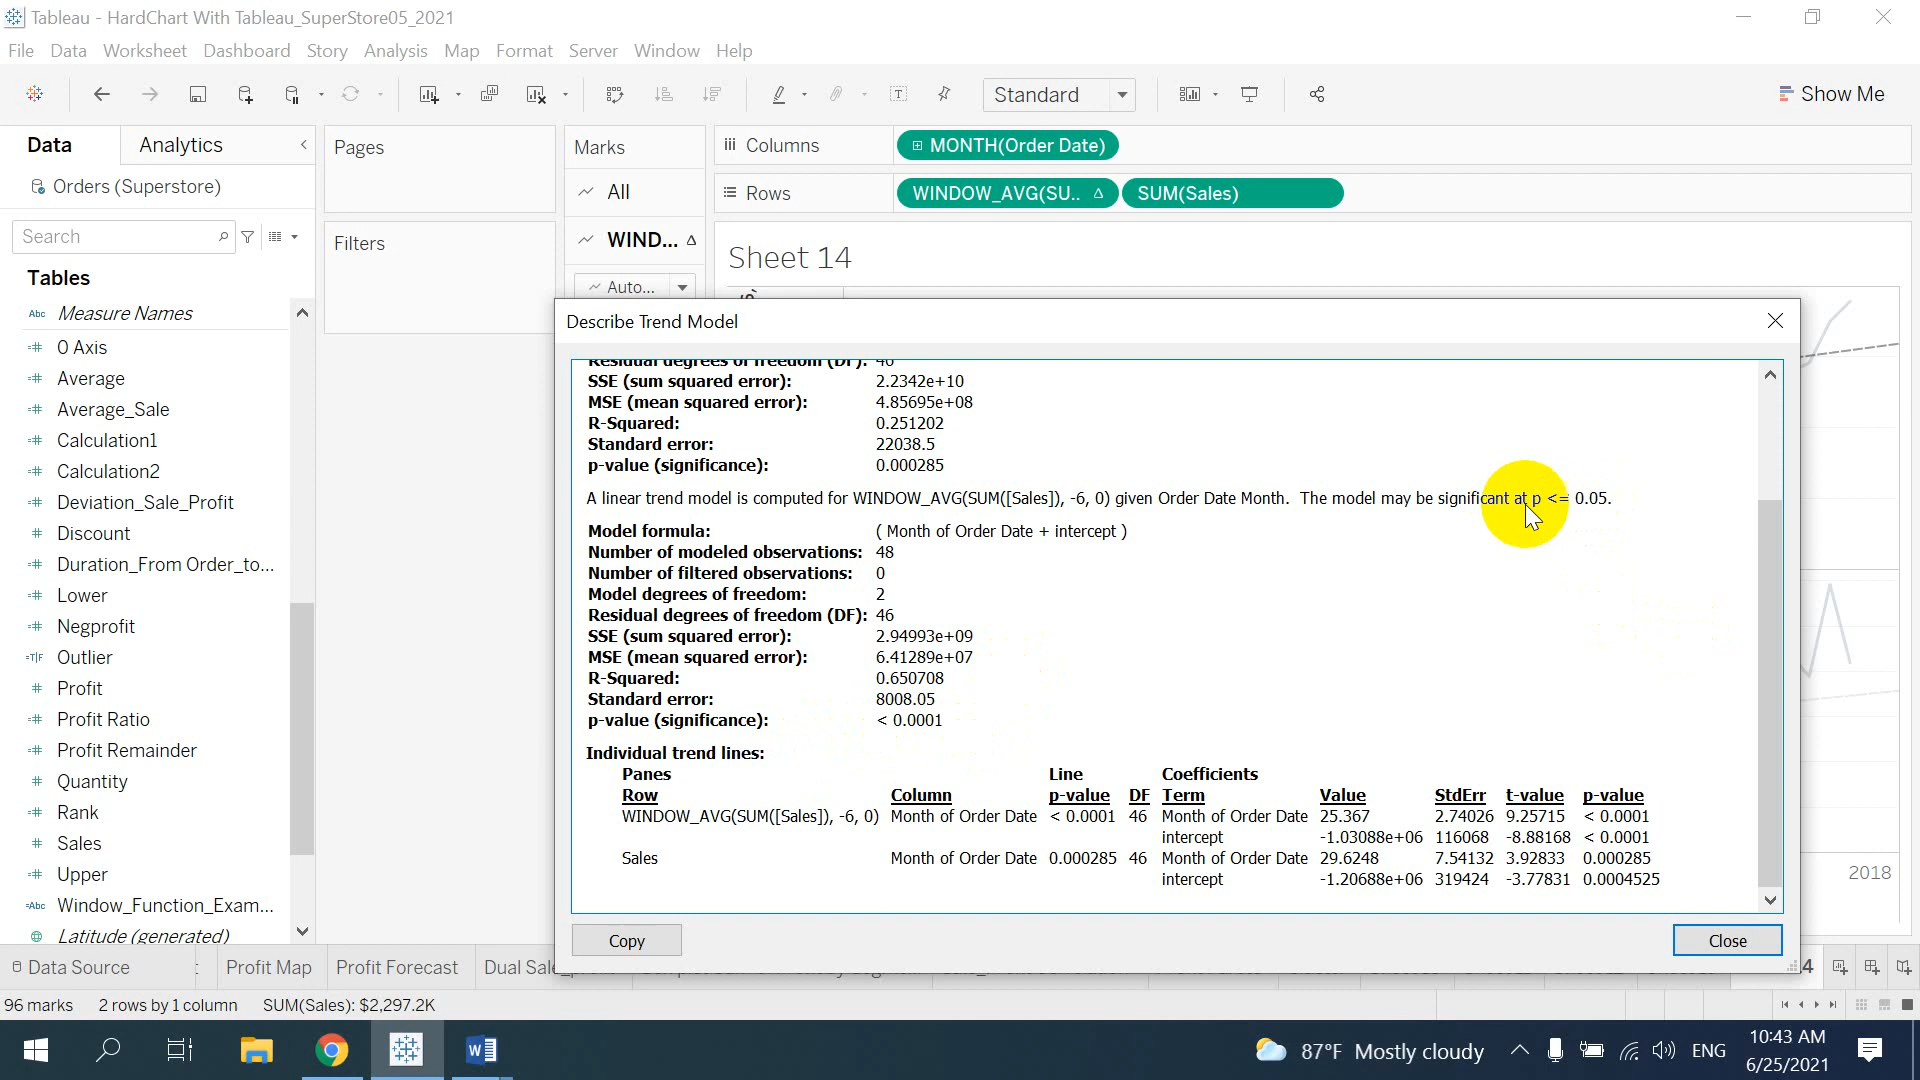 Tableau - HardChart With Tableau_SuperStore05_2021
File Data Worksheet Dashboard Story Analysis Map Format Server Window Help
Standard
Show Me
Data Analytics
Orders (Superstore)
Search
Tables
Abc Measure Names
0 Axis
Average
Average_Sale
Calculation1
Calculation2
Deviation_Sale_Profit
Discount
Duration_From Order_to...
Lower
Negprofit
Outlier
Profit
Profit Ratio
Profit Remainder
Quantity
Rank
Sales
Upper
Abc Window_Function_Exam...
Latitude (generated)
Pages
Filters
Marks
All
WIND...
Auto...
Columns MONTH(Order Date)
Rows WINDOW_AVG(SU.. SUM(Sales)
Sheet 14
Describe Trend Model
Residual degrees of freedom (DF): 46
SSE (sum squared error): 2.2342e+10
MSE (mean squared error): 4.85695e+08
R-Squared: 0.251202
Standard error: 22038.5
p-value (significance): 0.000285
A linear trend model is computed for WINDOW_AVG(SUM([Sales]), -6, 0) given Order Date Month. The model may be significant at p <= 0.05.
Model formula: ( Month of Order Date + intercept )
Number of modeled observations: 48
Number of filtered observations: 0
Model degrees of freedom: 2
Residual degrees of freedom (DF): 46
SSE (sum squared error): 2.94993e+09
MSE (mean squared error): 6.41289e+07
R-Squared: 0.650708
Standard error: 8008.05
p-value (significance): < 0.0001
Individual trend lines:
Panes Line Coefficients
Row Column p-value DF Term Value StdErr t-value p-value
WINDOW_AVG(SUM([Sales]), -6, 0) Month of Order Date < 0.0001 46 Month of Order Date 25.367 2.74026 9.25715 < 0.0001
intercept -1.03088e+06 116068 -8.88168 < 0.0001
Sales Month of Order Date 0.000285 46 Month of Order Date 29.6248 7.54132 3.92833 0.000285
intercept -1.20688e+06 319424 -3.77831 0.0004525
Copy Close
2018
Data Source Profit Map Profit Forecast Dual Sal 4
96 marks 2 rows by 1 column SUM(Sales): $2,297.2K
87°F Mostly cloudy ENG
10:43 AM
6/25/2021